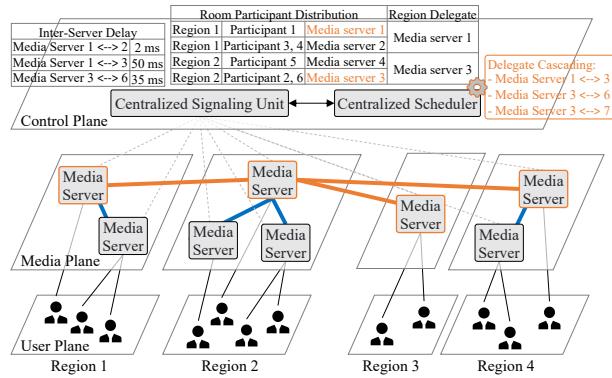 Inter-Server Delay
Media Server 1 <--> 2 2 ms
Media Server 1 <--> 3 50 ms
Media Server 3 <--> 6 35 ms
Room Participant Distribution Region Delegate
Region 1 Participant 1 Media server 1
Region 1 Participant 3, 4 Media server 2
Media server 1
Region 2 Participant 5 Media server 4
Region 2 Participant 2, 6 Media server 3
Media server 3
Delegate Cascading:
- Media Server 1 <--> 3
- Media Server 3 <--> 6
- Media Server 3 <--> 7
Centralized Signaling Unit
Centralized Scheduler
Control Plane
Media
Server
Media
Server
Media
Server
Media
Server
Media
Server
Media
Server
Media
Server
Media
Server
Media Plane
User Plane
Region 1
Region 2
Region 3
Region 4